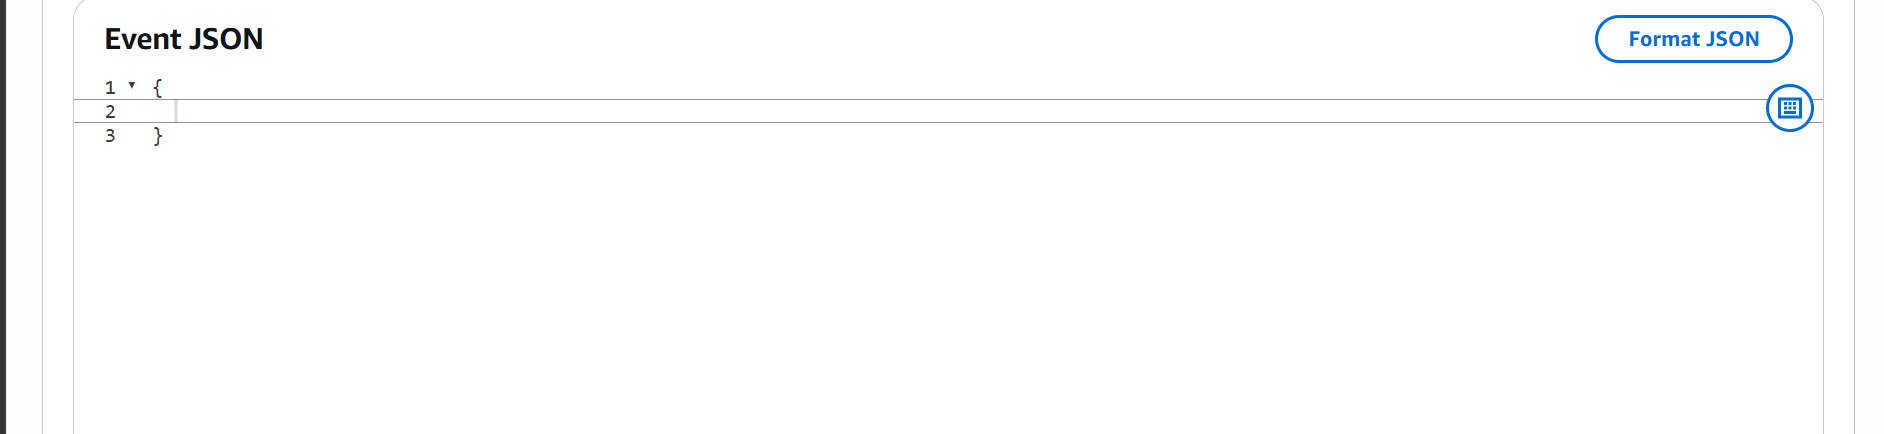 Event JSON
Format JSON
1 {
2
3 }